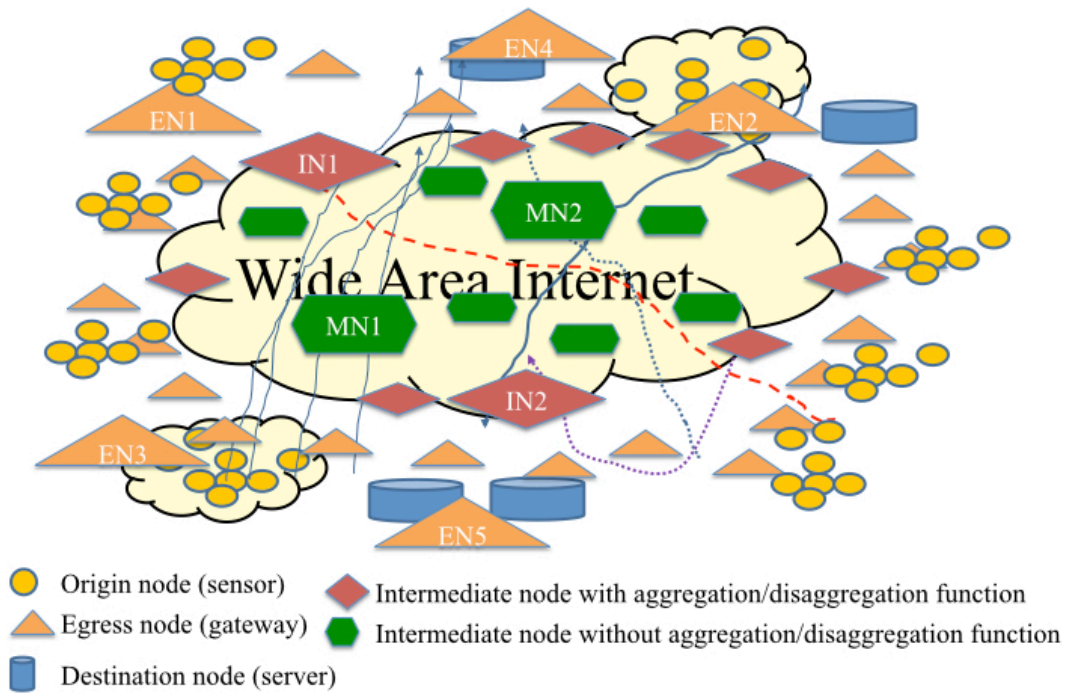 EN4
EN1
EN2
IN1
MN2
Wide Area Internet
MN1
IN2
EN3
EN5
Origin node (sensor)
Intermediate node with aggregation/disaggregation function
Egress node (gateway)
Intermediate node without aggregation/disaggregation function
Destination node (server)